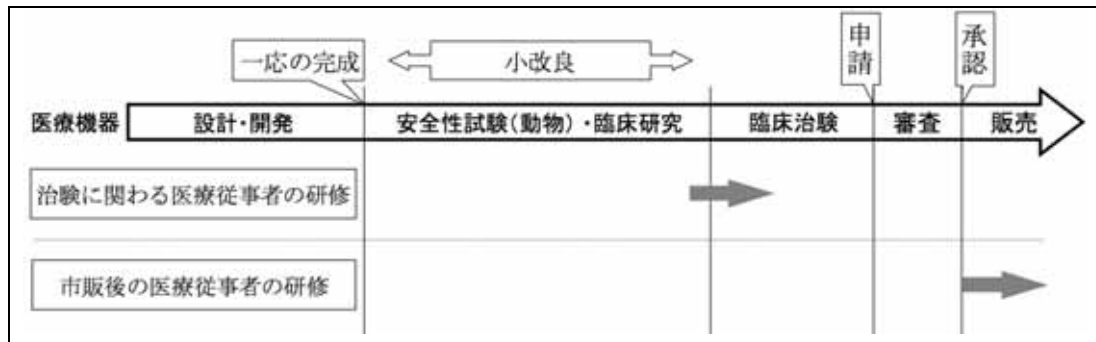 一応の完成
小改良
申請
承認
医療機器
設計・開発
安全性試験(動物)・臨床研究
臨床治験
審査
販売
治験に関わる医療従事者の研修
市販後の医療従事者の研修